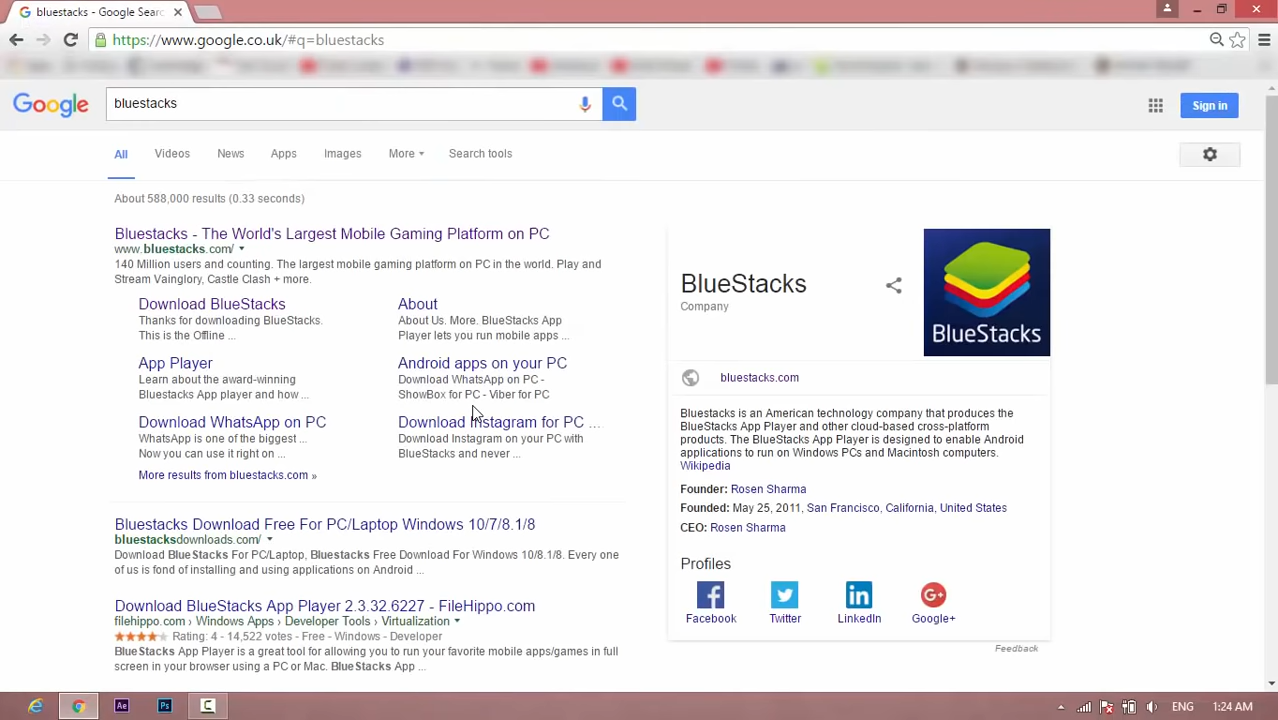 bluestacks - Google Searc
https://www.google.co.uk/#q=bluestacks
Google
bluestacks
Sign in
All
Videos
News
Apps
Images
More
Search tools
About 588,000 results (0.33 seconds)
Bluestacks - The World's Largest Mobile Gaming Platform on PC
www.bluestacks.com/
140 Million users and counting. The largest mobile gaming platform on PC in the world. Play and
Stream Vainglory, Castle Clash + more.
Download BlueStacks
Thanks for downloading BlueStacks.
This is the Offline ...
About
About Us. More. BlueStacks App
Player lets you run mobile apps ...
App Player
Learn about the award-winning
Bluestacks App player and how ...
Android apps on your PC
Download WhatsApp on PC -
ShowBox for PC - Viber for PC
Download WhatsApp on PC
WhatsApp is one of the biggest ...
Now you can use it right on ...
Download Instagram for PC ...
Download Instagram on your PC with
BlueStacks and never ...
More results from bluestacks.com »
Bluestacks Download Free For PC/Laptop Windows 10/7/8.1/8
bluestacksdownloads.com/
Download BlueStacks For PC/Laptop, Bluestacks Free Download For Windows 10/8.1/8. Every one
of us is fond of installing and using applications on Android ...
Download BlueStacks App Player 2.3.32.6227 - FileHippo.com
filehippo.com › Windows Apps › Developer Tools › Virtualization
Rating: 4 - 14,522 votes - Free - Windows - Developer
BlueStacks App Player is a great tool for allowing you to run your favorite mobile apps/games in full
screen in your browser using a PC or Mac. BlueStacks App ...
BlueStacks
Company
BlueStacks
bluestacks.com
Bluestacks is an American technology company that produces the
BlueStacks App Player and other cloud-based cross-platform
products. The BlueStacks App Player is designed to enable Android
applications to run on Windows PCs and Macintosh computers.
Wikipedia
Founder: Rosen Sharma
Founded: May 25, 2011, San Francisco, California, United States
CEO: Rosen Sharma
Profiles
Facebook
Twitter
LinkedIn
Google+
Feedback
Ae
Ps
ENG
1:24 AM